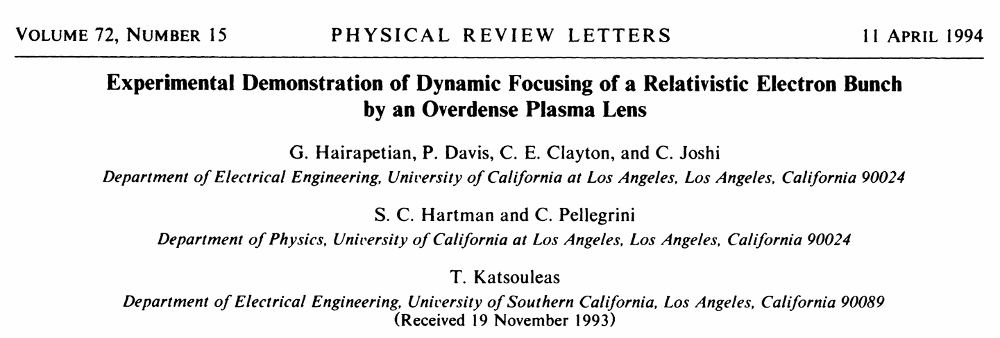 VOLUME 72, NUMBER 15 PHYSICAL REVIEW LETTERS 11 APRIL 1994
Experimental Demonstration of Dynamic Focusing of a Relativistic Electron Bunch
by an Overdense Plasma Lens
G. Hairapetian, P. Davis, C. E. Clayton, and C. Joshi
Department of Electrical Engineering, University of California at Los Angeles, Los Angeles, California 90024
S. C. Hartman and C. Pellegrini
Department of Physics, University of California at Los Angeles, Los Angeles, California 90024
T. Katsouleas
Department of Electrical Engineering, University of Southern California, Los Angeles, California 90089
(Received 19 November 1993)